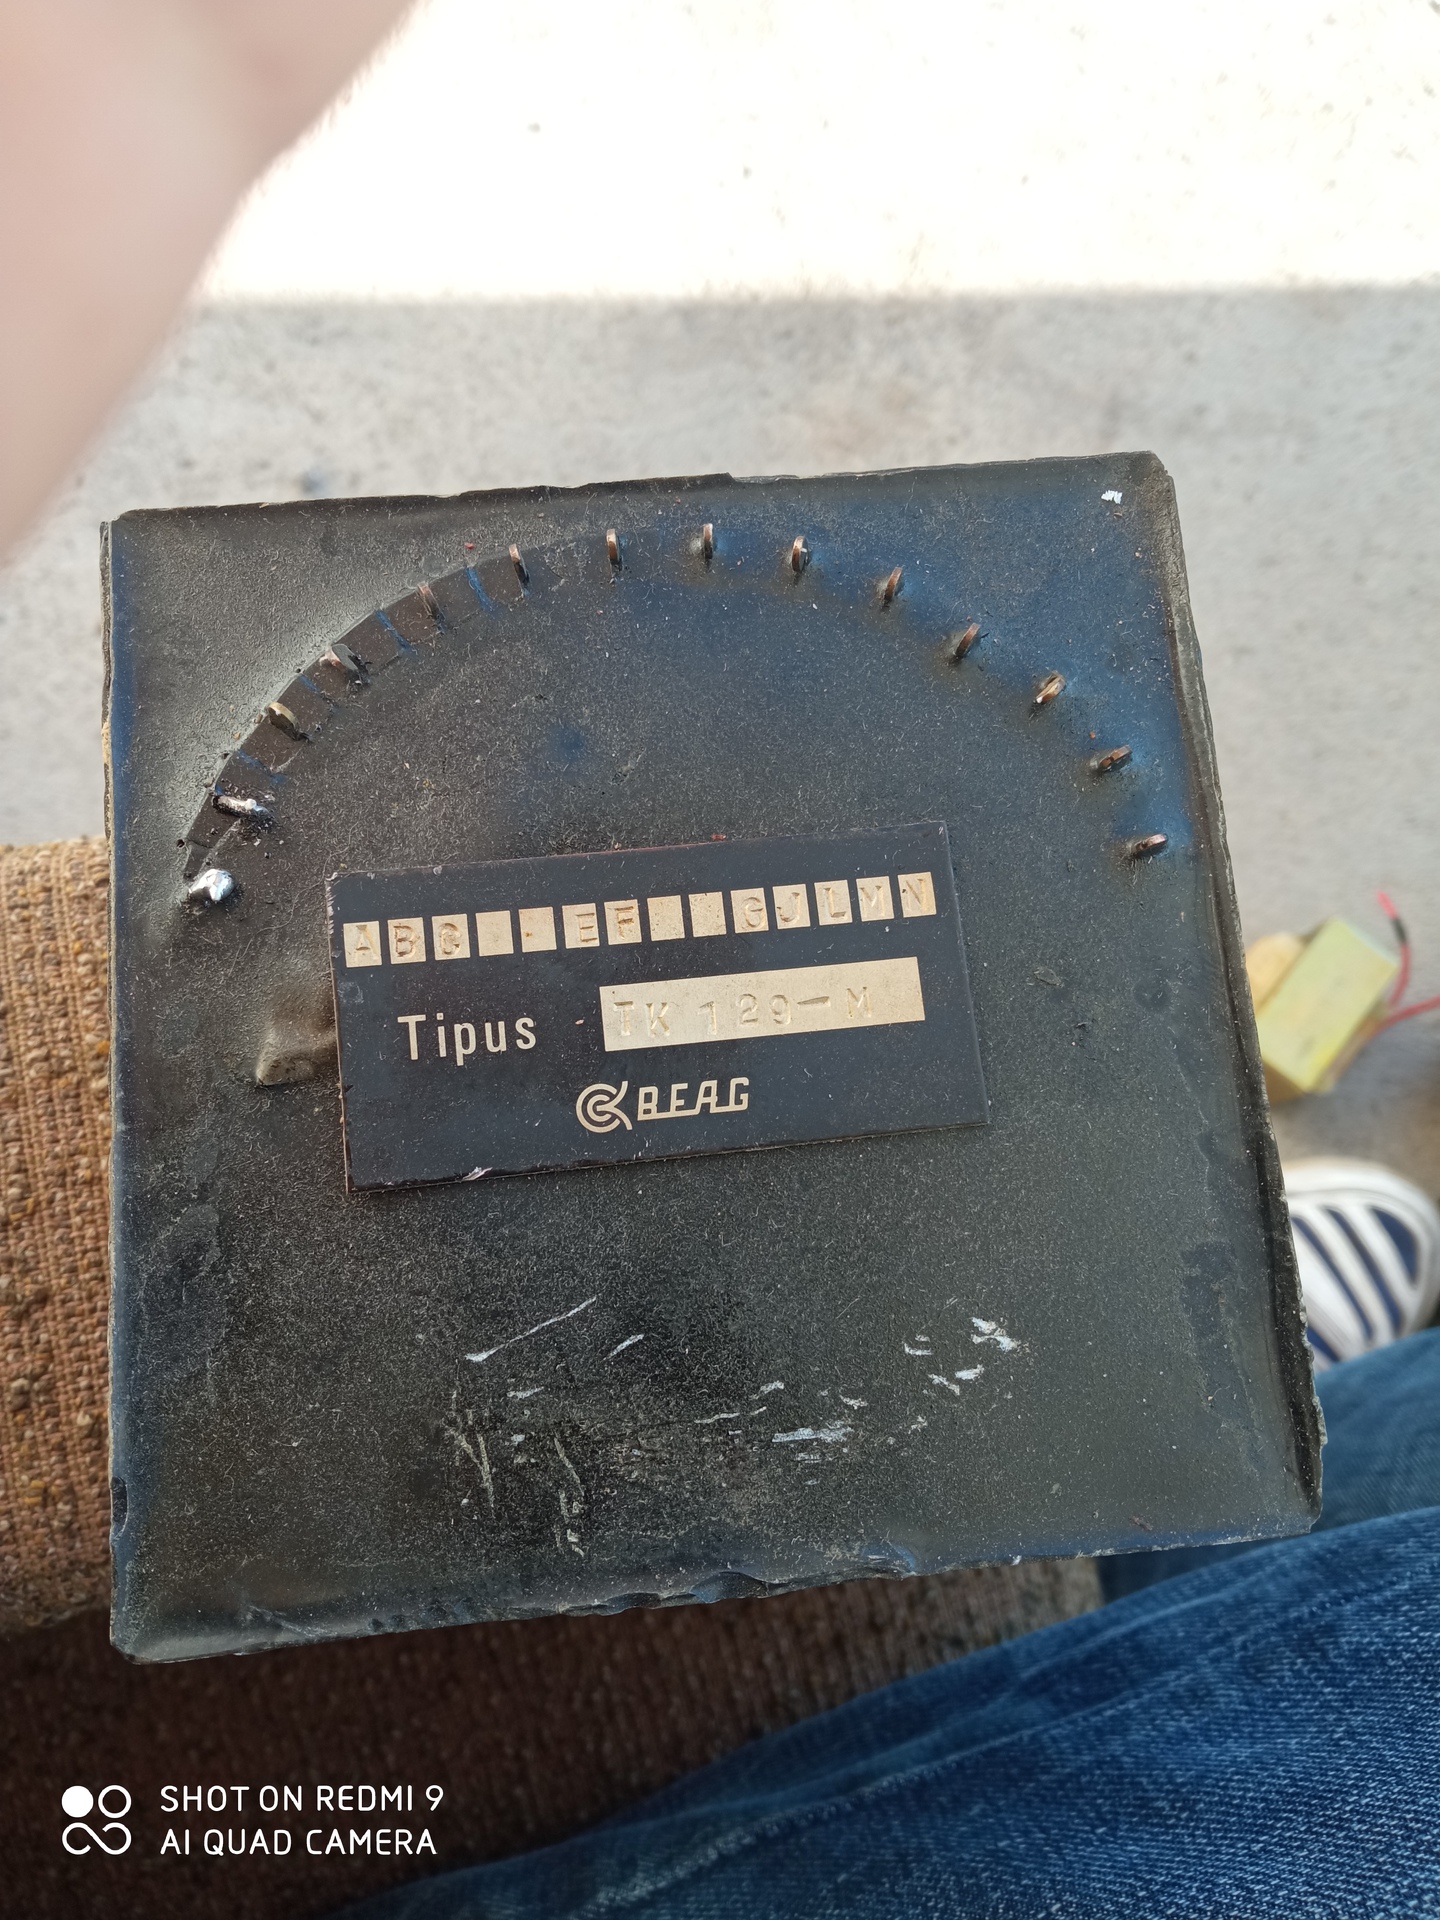 ABC EF GJLMN
Tipus TK 129-M
BEAG
SHOT ON REDMI 9
AI QUAD CAMERA